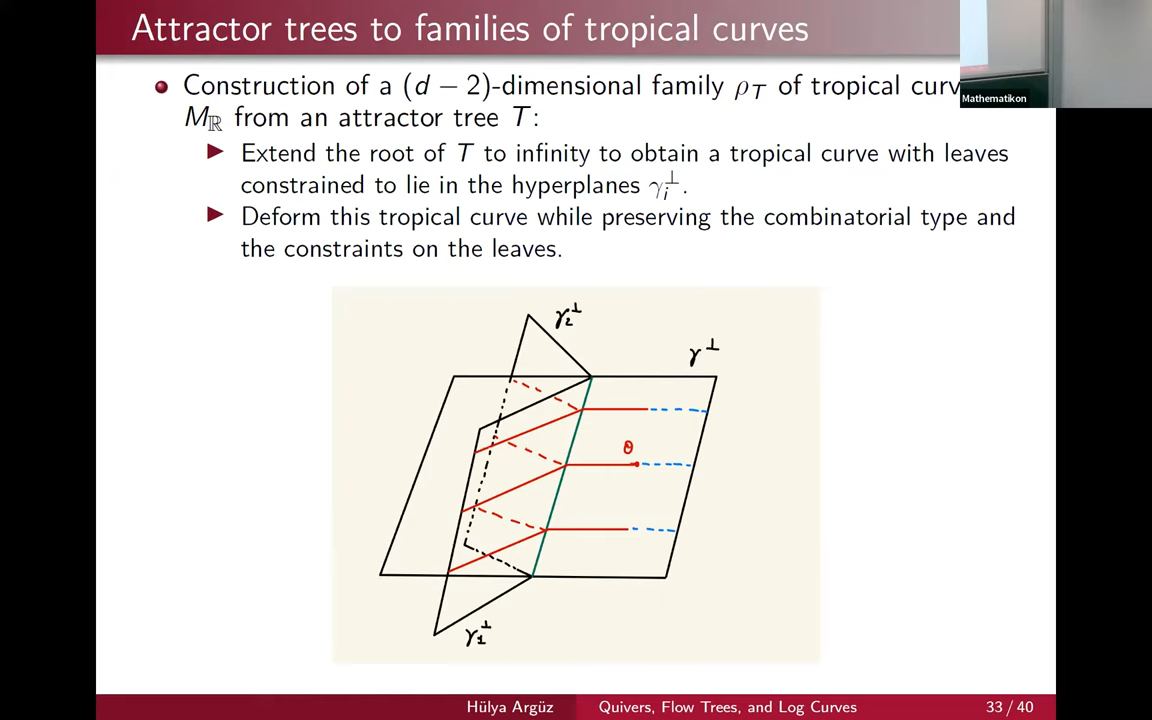 Attractor trees to families of tropical curves
Construction of a (d − 2)-dimensional family ρ_T of tropical
M_ℝ from an attractor tree T:
Extend the root of T to infinity to obtain a tropical curve with leaves
constrained to lie in the hyperplanes γ_i^⊥.
Deform this tropical curve while preserving the combinatorial type and
the constraints on the leaves.
γ_2^⊥
γ^⊥
θ
γ_1^⊥
Mathematikon
Hülya Argüz
Quivers, Flow Trees, and Log Curves
33 / 40